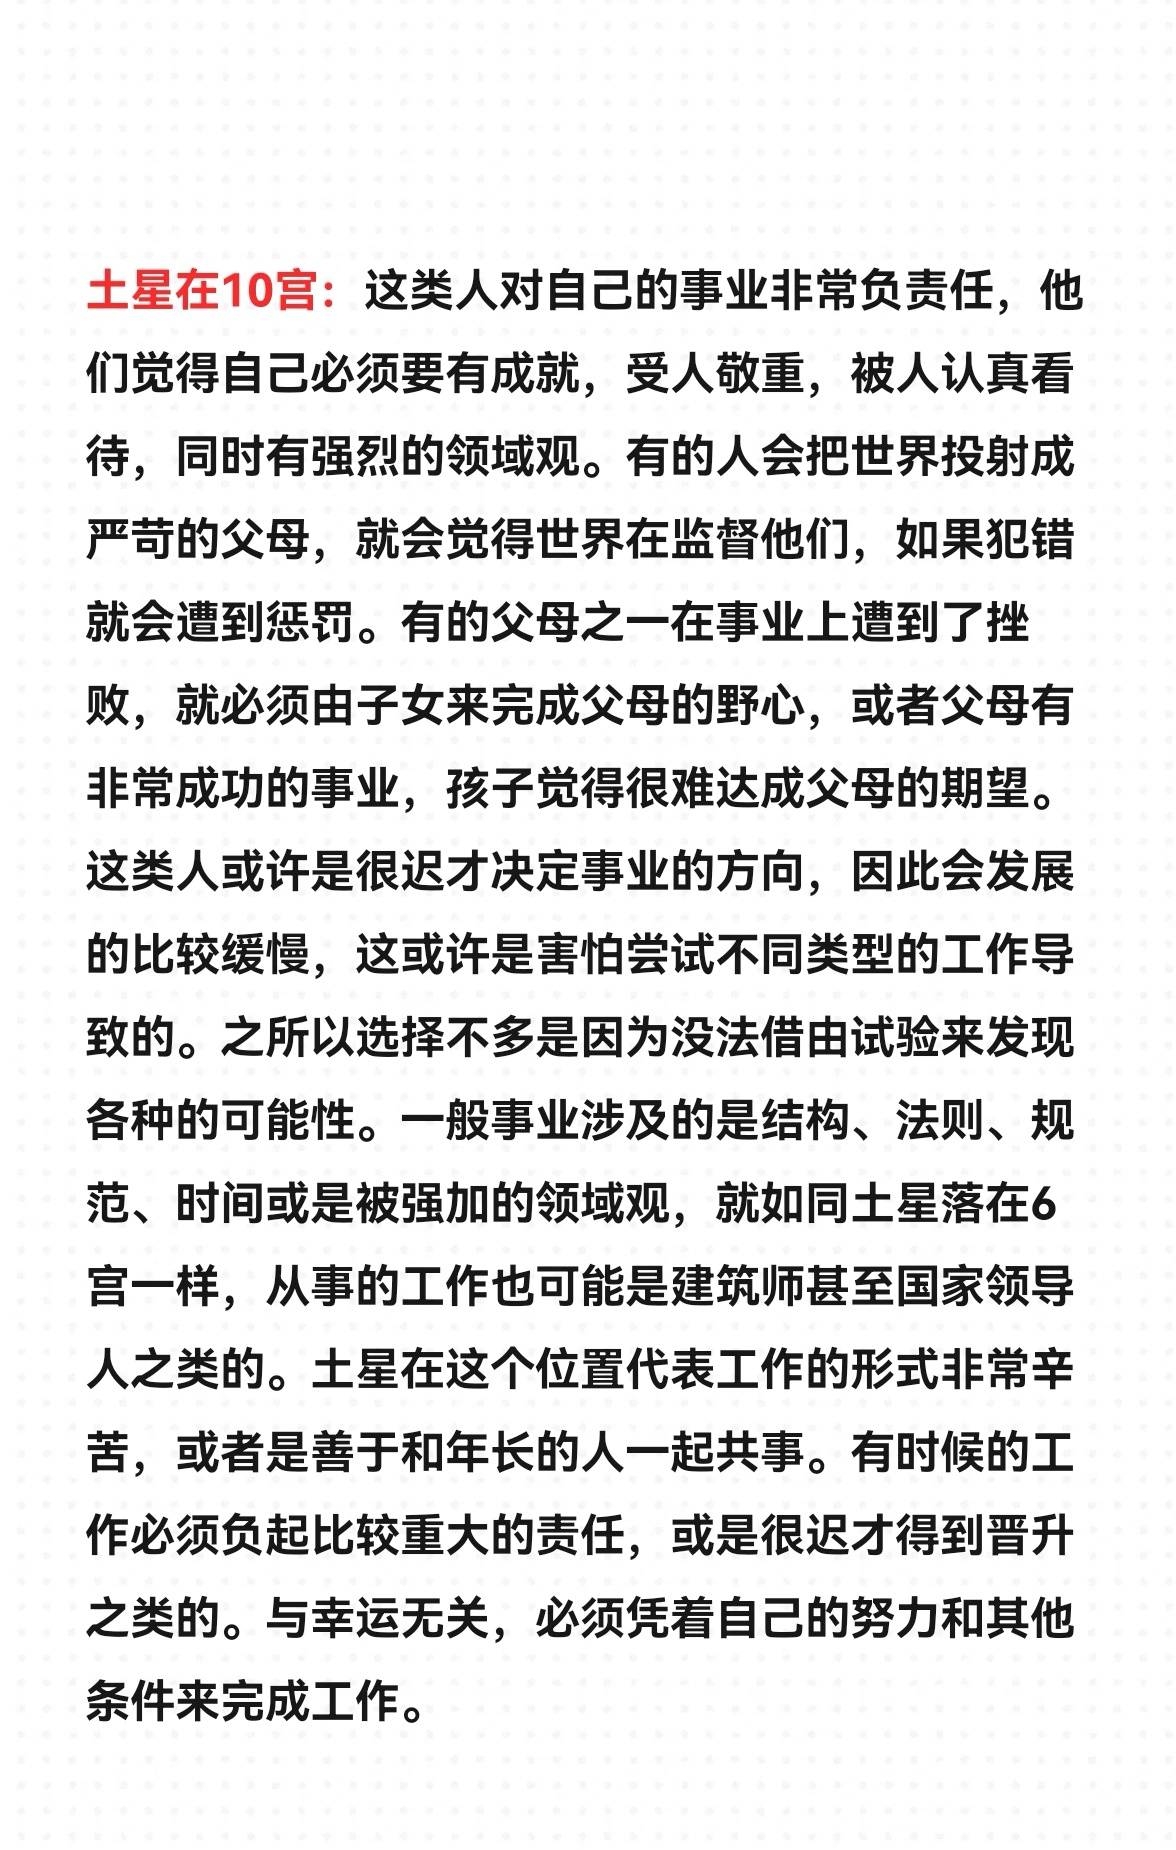 土星在10宫：这类人对自己的事业非常负责任，他
们觉得自己必须要有成就，受人敬重，被人认真看
待，同时有强烈的领域观。有的人会把世界投射成
严苛的父母，就会觉得世界在监督他们，如果犯错
就会遭到惩罚。有的父母之一在事业上遭到了挫
败，就必须由子女来完成父母的野心，或者父母有
非常成功的事业，孩子觉得很难达成父母的期望。
这类人或许是很迟才决定事业的方向，因此会发展
的比较缓慢，这或许是害怕尝试不同类型的工作导
致的。之所以选择不多是因为没法借由试验来发现
各种的可能性。一般事业涉及的是结构、法则、规
范、时间或是被强加的领域观，就如同土星落在6
宫一样，从事的工作也可能是建筑师甚至国家领导
人之类的。土星在这个位置代表工作的形式非常辛
苦，或者是善于和年长的人一起共事。有时候的工
作必须负起比较重大的责任，或是很迟才得到晋升
之类的。与幸运无关，必须凭着自己的努力和其他
条件来完成工作。